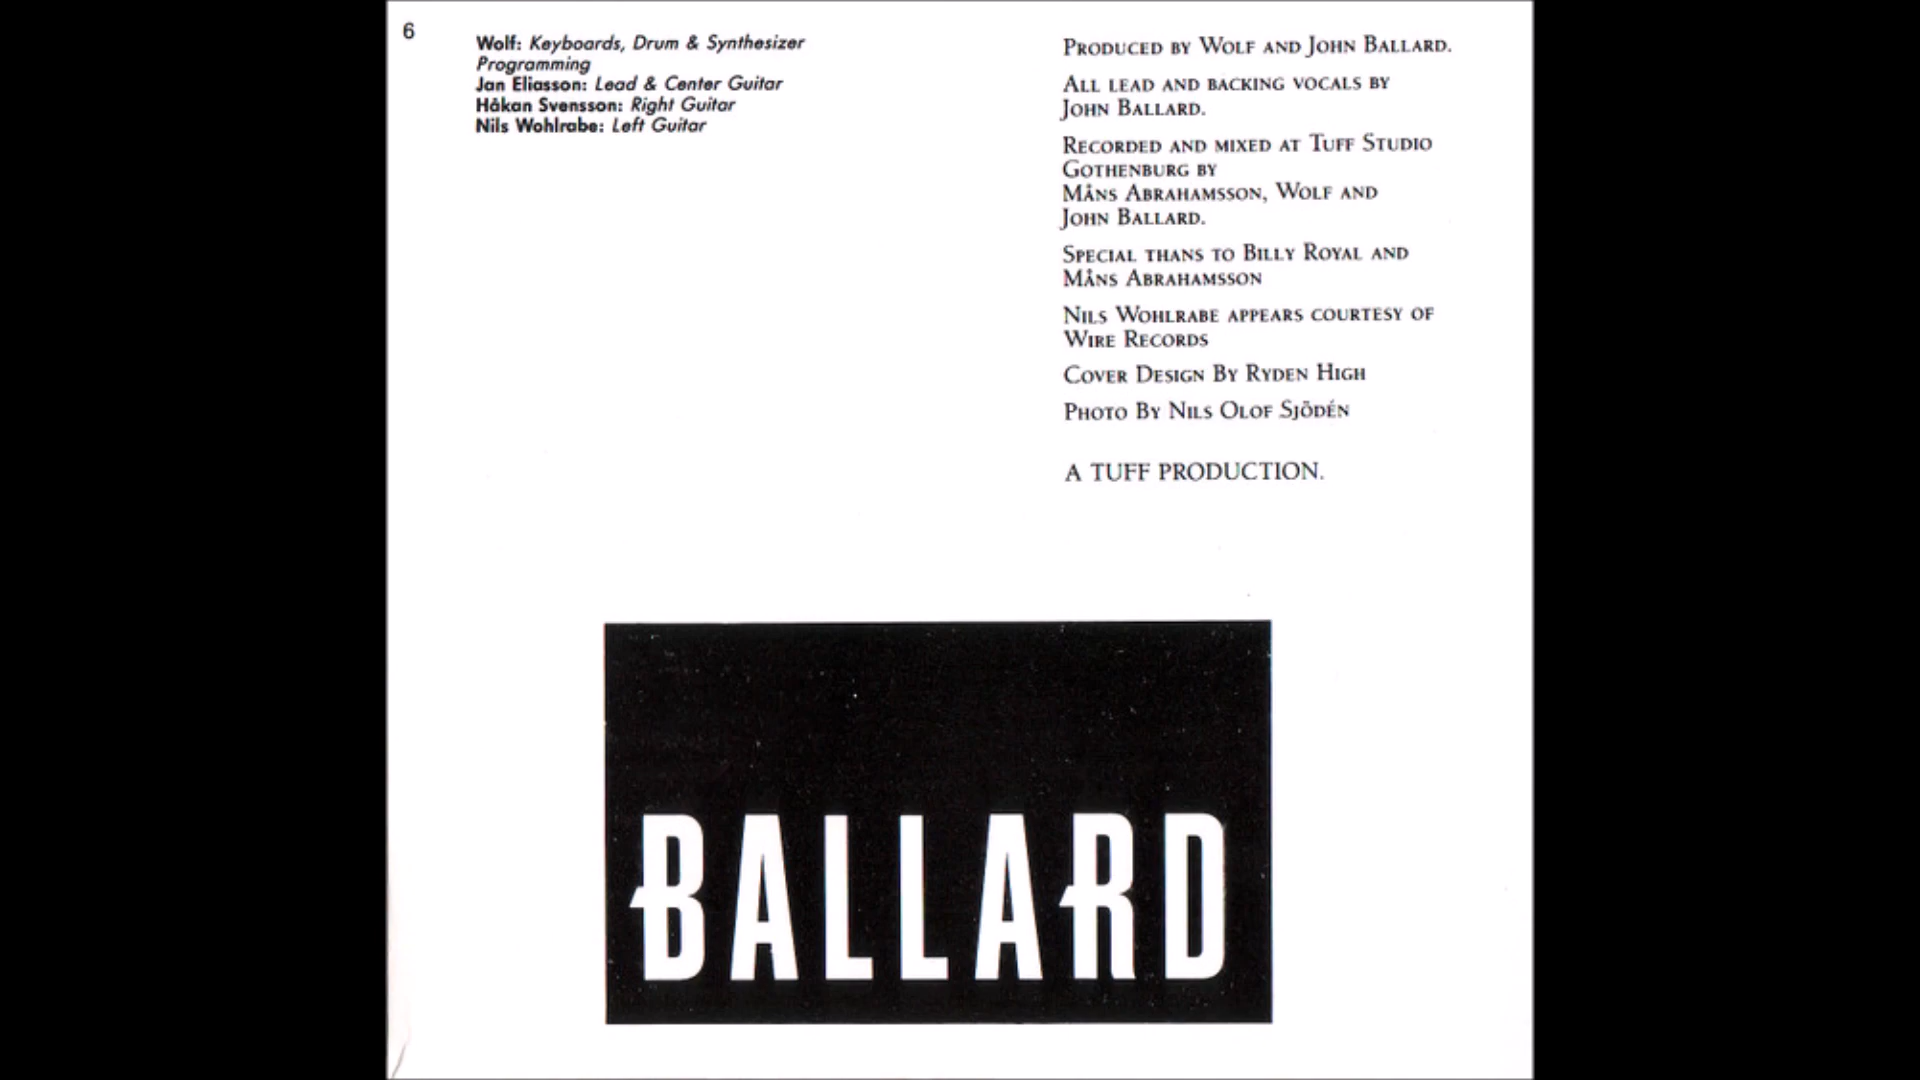 6
Wolf: Keyboards, Drum & Synthesizer
Programming
Jan Eliasson: Lead & Center Guitar
Håkan Svensson: Right Guitar
Nils Wohlrabe: Left Guitar
PRODUCED BY WOLF AND JOHN BALLARD.
ALL LEAD AND BACKING VOCALS BY
JOHN BALLARD.
RECORDED AND MIXED AT TUFF STUDIO
GOTHENBURG BY
MÅNS ABRAHAMSSON, WOLF AND
JOHN BALLARD.
SPECIAL THANS TO BILLY ROYAL AND
MÅNS ABRAHAMSSON
NILS WOHLRABE APPEARS COURTESY OF
WIRE RECORDS
COVER DESIGN BY RYDEN HIGH
PHOTO BY NILS OLOF SJÖDÉN
A TUFF PRODUCTION.
BALLARD